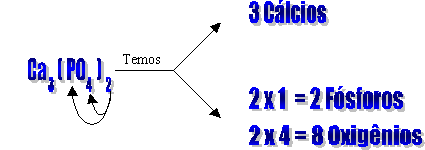 3 Cálcios
Ca3 (PO4)2 Temos
2 x 1 = 2 Fósforos
2 x 4 = 8 Oxigênios